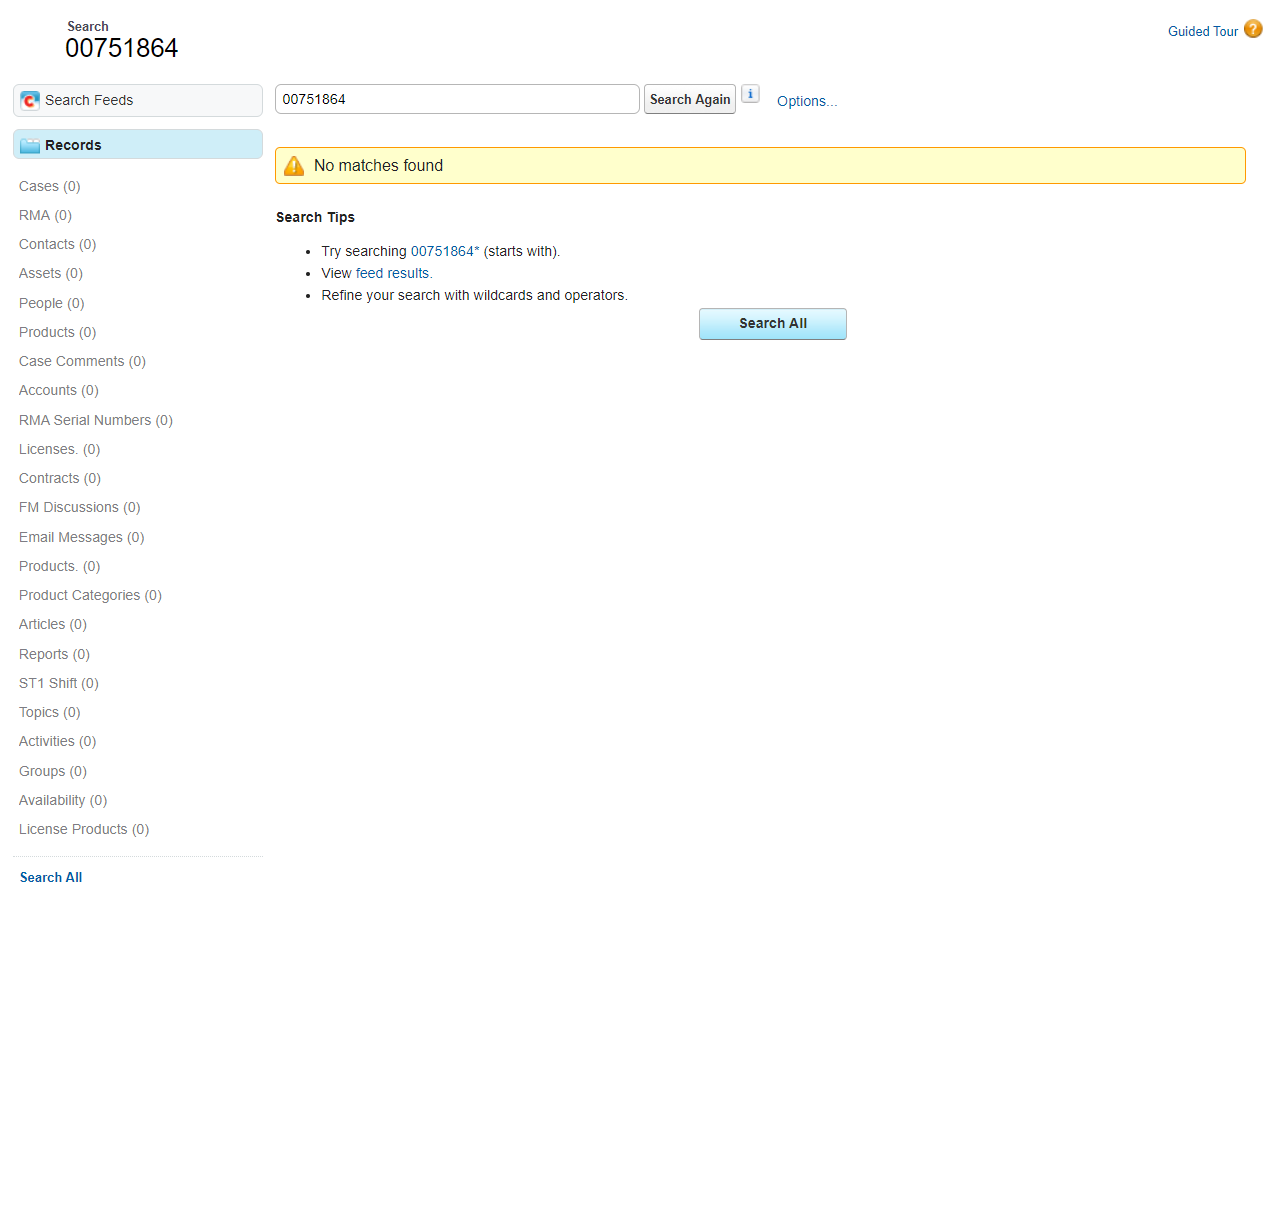 Search
00751864
Guided Tour
Search Feeds
00751864
Search Again
Options...
Records
No matches found
Cases (0)
RMA (0)
Contacts (0)
Assets (0)
People (0)
Products (0)
Case Comments (0)
Accounts (0)
RMA Serial Numbers (0)
Licenses. (0)
Contracts (0)
FM Discussions (0)
Email Messages (0)
Products. (0)
Product Categories (0)
Articles (0)
Reports (0)
ST1 Shift (0)
Topics (0)
Activities (0)
Groups (0)
Availability (0)
License Products (0)
Search All
Search Tips
Try searching 00751864* (starts with).
View feed results.
Refine your search with wildcards and operators.
Search All